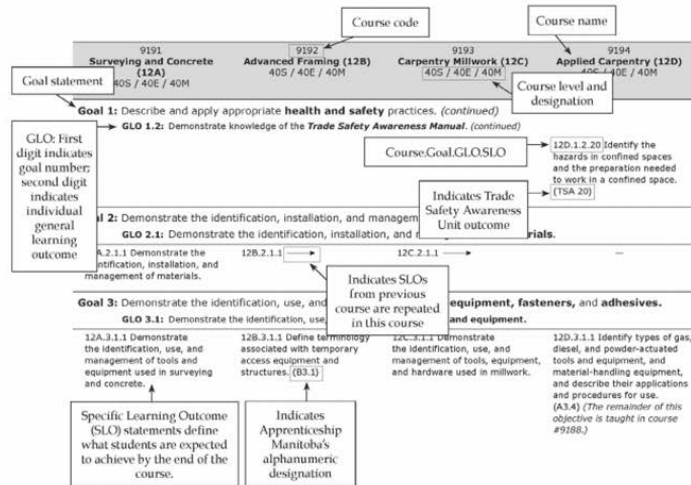 Course code
Course name
9191
Surveying and Concrete
(12A)
40S / 40E / 40M
9192
Advanced Framing (12B)
40S / 40E / 40M
9193
Carpentry Millwork (12C)
40S / 40E / 40M
9194
Applied Carpentry (12D)
40S / 40E / 40M
Goal statement
Course level and
designation
Goal 1: Describe and apply appropriate health and safety practices. (continued)
GLO 1.2: Demonstrate knowledge of the Trade Safety Awareness Manual. (continued)
GLO: First
digit indicates
goal number;
second digit
indicates
individual
general
learning
outcome
Course.Goal.GLO.SLO
12D.1.2.20 Identify the
hazards in confined spaces
and the preparation needed
to work in a confined space.
(TSA 20)
Indicates Trade
Safety Awareness
Unit outcome
2: Demonstrate the identification, installation, and
GLO 2.1: Demonstrate the identification, installation, and
A.2.1.1 Demonstrate the
identification, installation, and
management of materials.
12B.2.1.1
12C.2.1.1
—
Indicates SLOs
from previous
course are repeated
in this course
Goal 3: Demonstrate the identification, use, and equipment, fasteners, and adhesives.
GLO 3.1: Demonstrate the identification, use, and equipment.
12A.3.1.1 Demonstrate
the identification, use, and
management of tools and
equipment used in surveying
and concrete.
12B.3.1.1 Define terminology
associated with temporary
access equipment and
structures. (B3.1)
12C.3.1.1 Demonstrate
the identification, use, and
management of tools, equipment,
and hardware used in millwork.
12D.3.1.1 Identify types of gas,
diesel, and powder-actuated
tools and equipment, and
material-handling equipment,
and describe their applications
and procedures for use.
(A3.4) (The remainder of this
objective is taught in course
#9188.)
Specific Learning Outcome
(SLO) statements define
what students are expected
to achieve by the end of the
course.
Indicates
Apprenticeship
Manitoba's
alphanumeric
designation